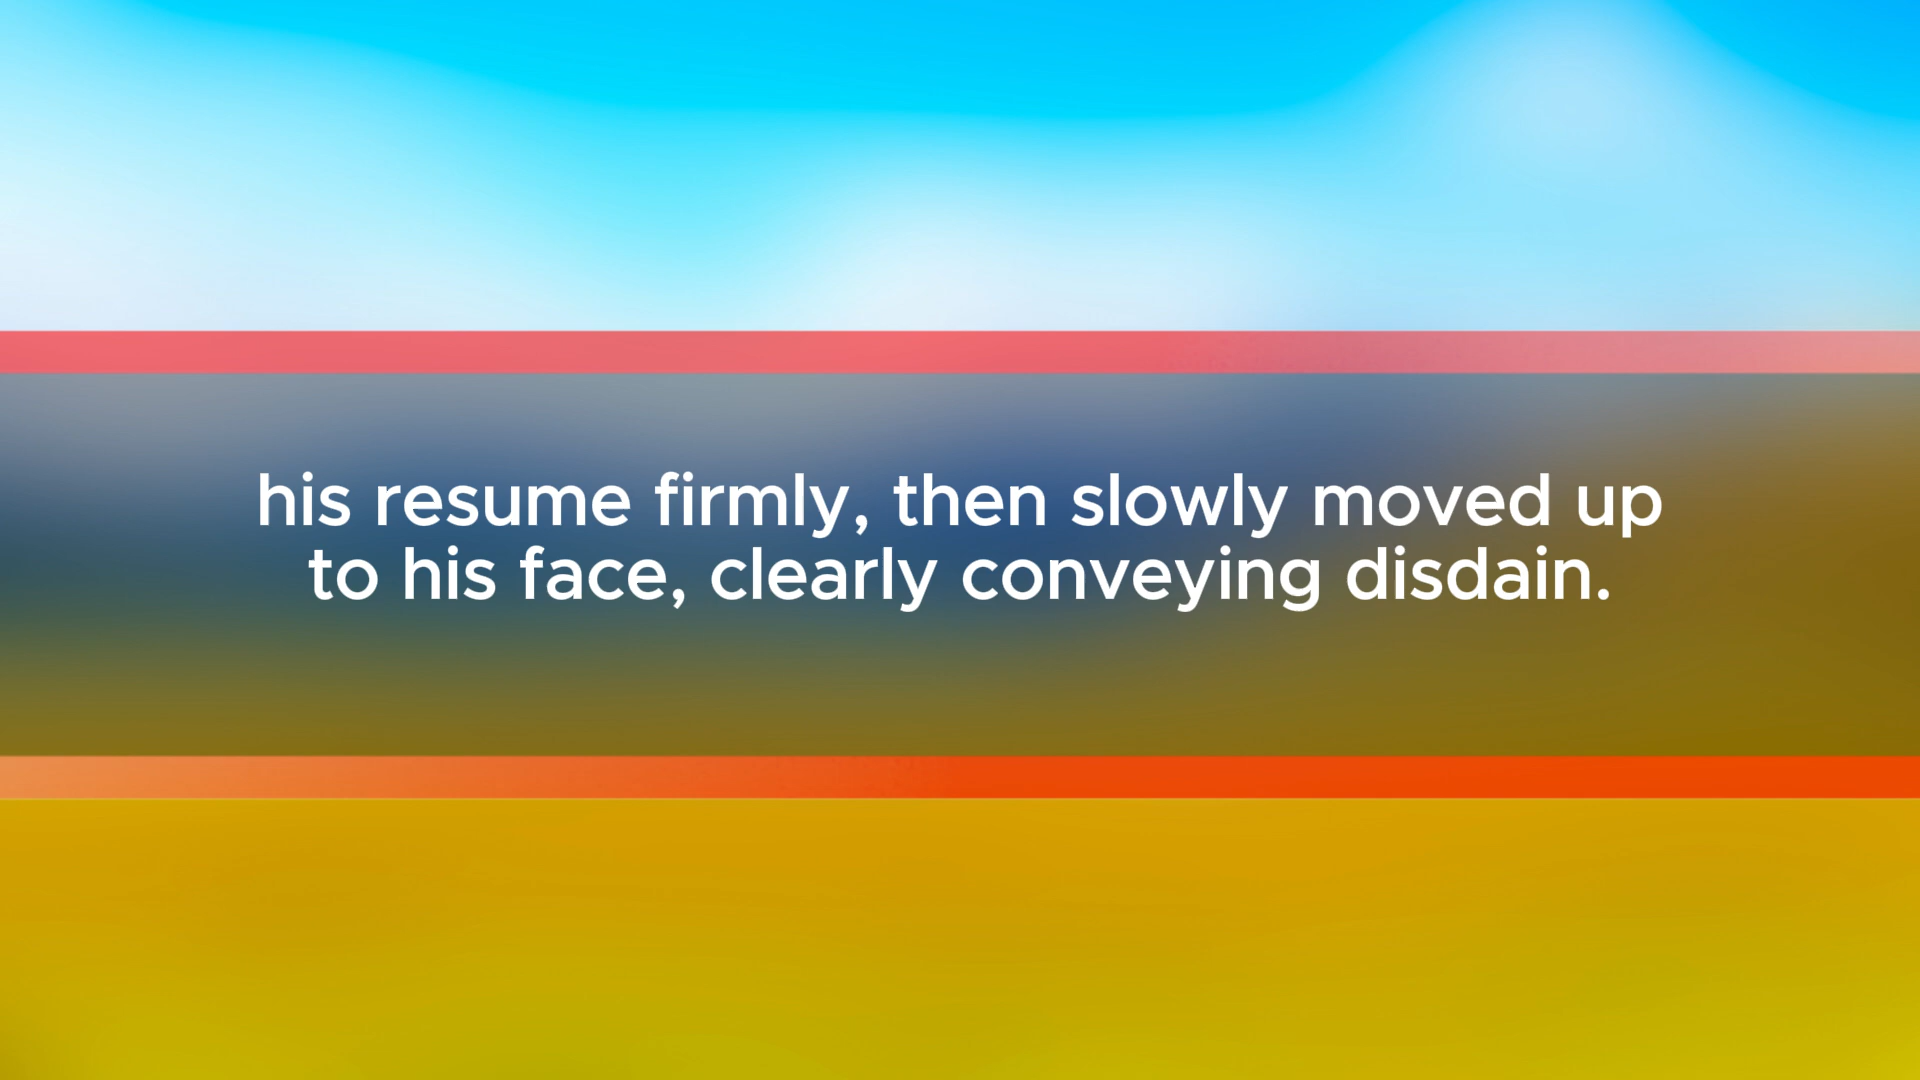 his resume firmly, then slowly moved up
to his face, clearly conveying disdain.